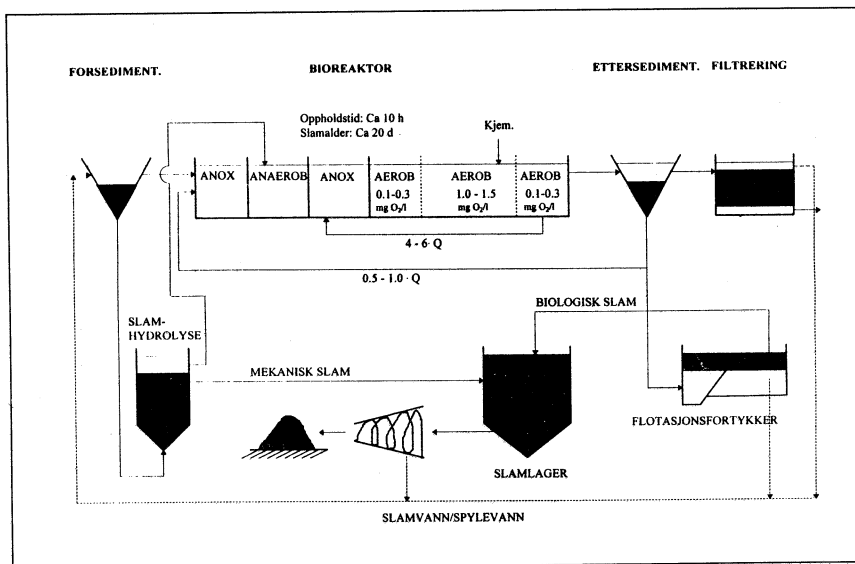 FORSEDIMENT.
BIOREAKTOR
ETTERSEDIMENT.
FILTRERING
Oppholdstid: Ca 10 h
Slamalder: Ca 20 d
Kjem.
ANOX
ANAEROB
ANOX
AEROB
0.1-0.3
mg O₂/l
AEROB
1.0 - 1.5
mg O₂/l
AEROB
0.1-0.3
mg O₂/l
4 - 6· Q
0.5 - 1.0 · Q
SLAM-
HYDROLYSE
MEKANISK SLAM
BIOLOGISK SLAM
SLAMLAGER
FLOTASJONSFORTYKKER
SLAMVANN/SPYLEVANN